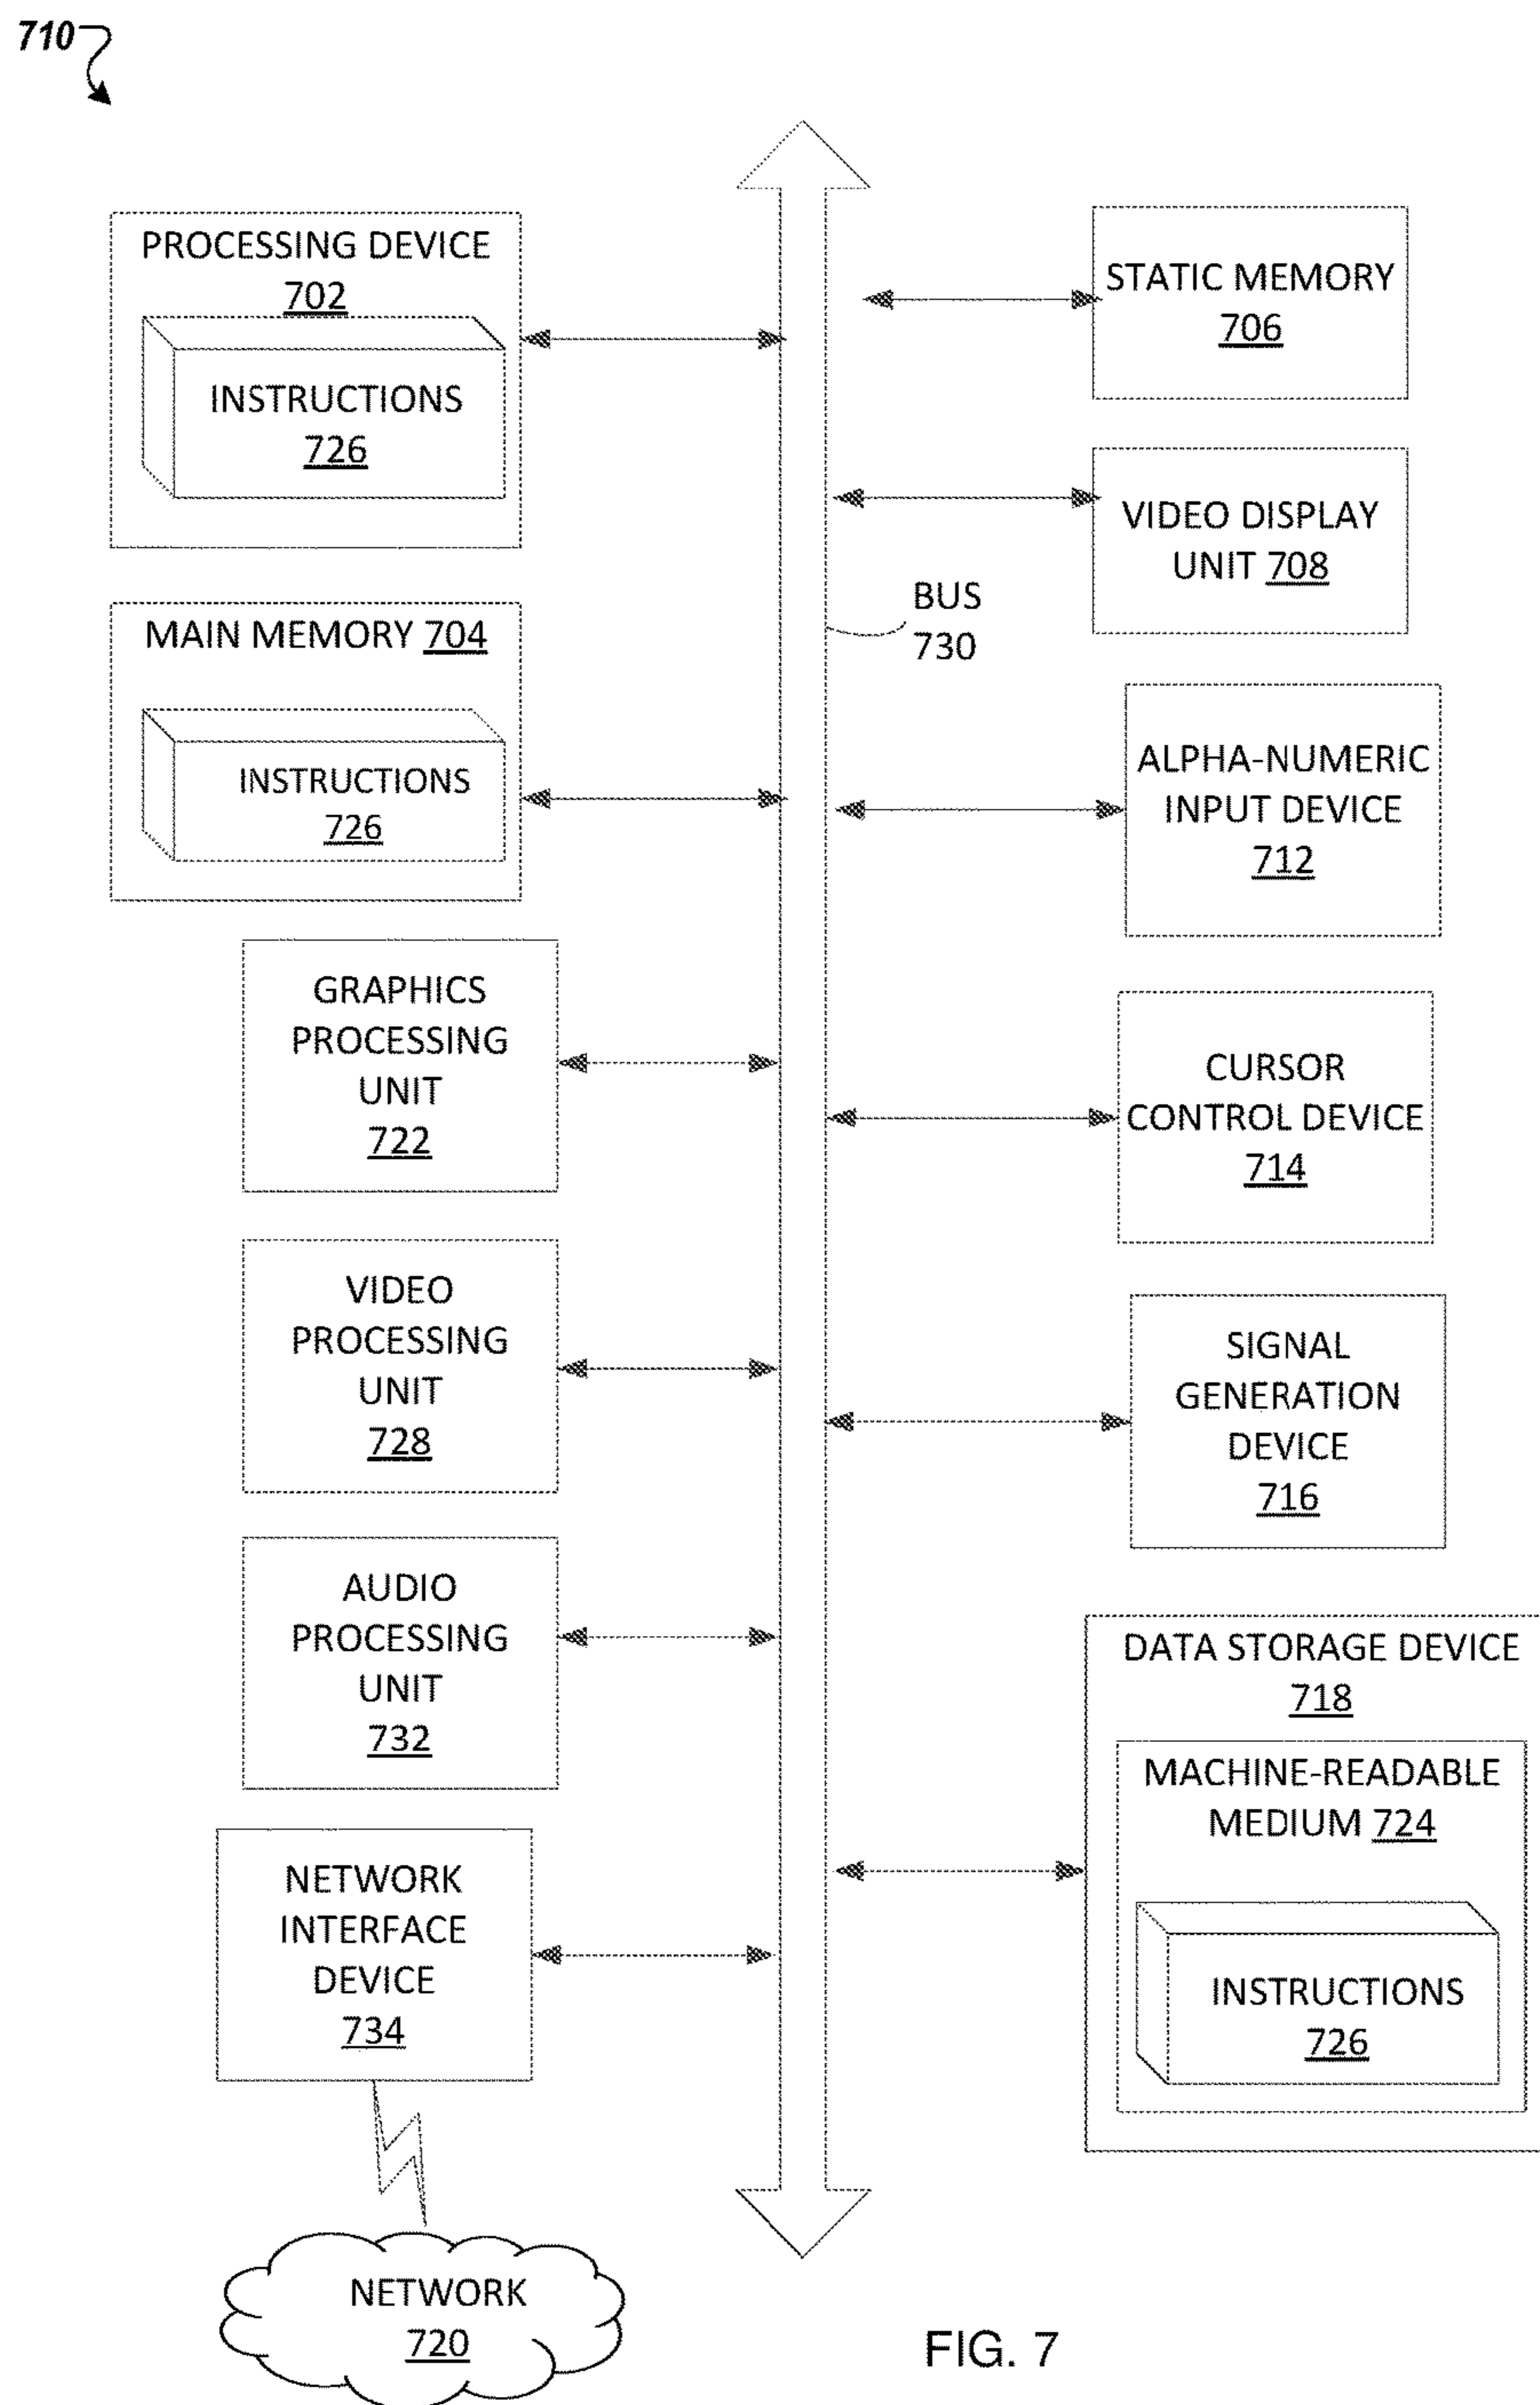 710
PROCESSING DEVICE
702
INSTRUCTIONS
726
MAIN MEMORY 704
INSTRUCTIONS
726
GRAPHICS
PROCESSING
UNIT
722
VIDEO
PROCESSING
UNIT
728
AUDIO
PROCESSING
UNIT
732
NETWORK
INTERFACE
DEVICE
734
NETWORK
720
BUS
730
STATIC MEMORY
706
VIDEO DISPLAY
UNIT 708
ALPHA-NUMERIC
INPUT DEVICE
712
CURSOR
CONTROL DEVICE
714
SIGNAL
GENERATION
DEVICE
716
DATA STORAGE DEVICE
718
MACHINE-READABLE
MEDIUM 724
INSTRUCTIONS
726
FIG. 7